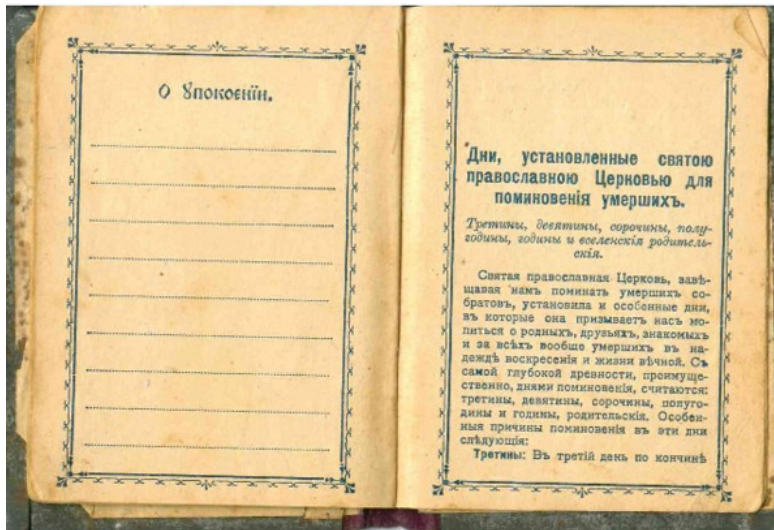 О Упокоенїи.
Дни, установленные святою
православною Церковью для
поминовенія умершихъ.
Третины, девятины, сорочины, полу-
годины, годины и вселенскія родитель-
скія.
Святая православная Церковь, завѣ-
щавая намъ поминать умершихъ со-
братовъ, установила и особенные дни,
въ которые она призываетъ насъ мо-
литься о родныхъ, друзьяхъ, знакомыхъ
и за всѣхъ вообще умершихъ въ на-
деждѣ воскресенія и жизни вѣчной. Съ
самой глубокой древности, преимуще-
ственно, днями поминовенія, считаются:
третины, девятины, сорочины, полуго-
дины и годины, родительскія. Особен-
ныя причины поминовенія въ эти дни
слѣдующія:
Третины: Въ третій день по кончинѣ